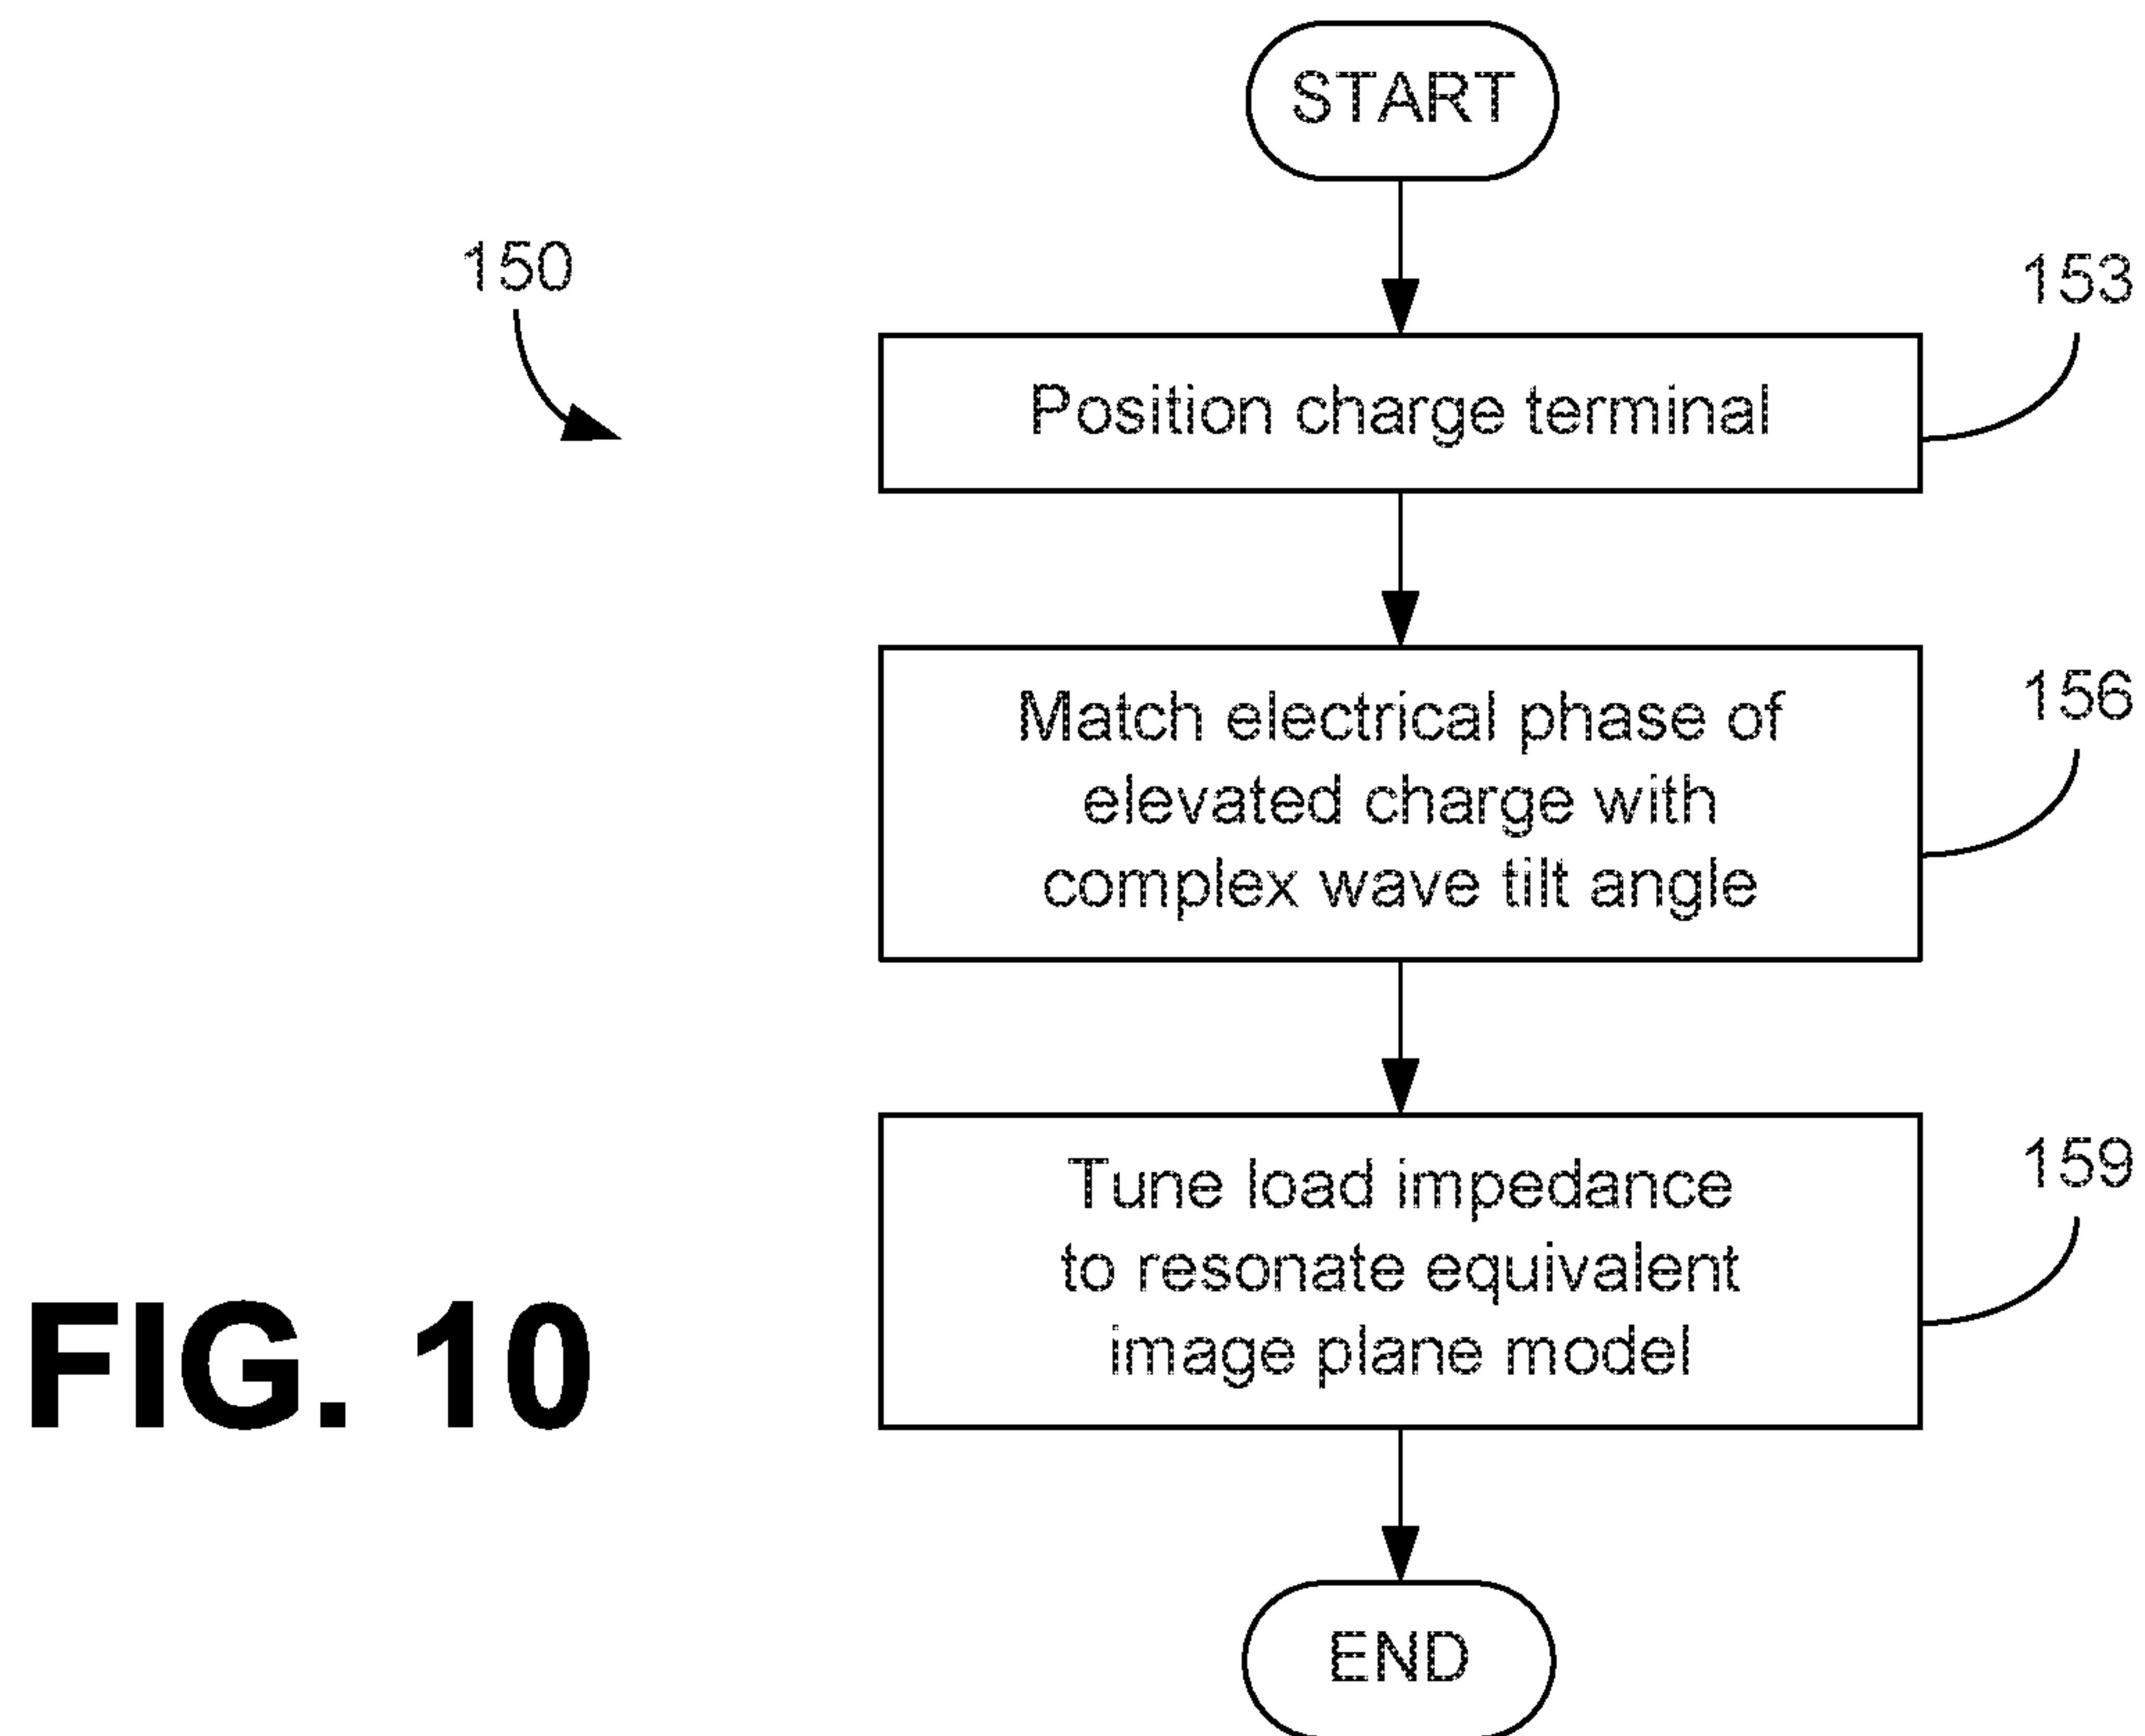 START
150
153
Position charge terminal
156
Match electrical phase of
elevated charge with
complex wave tilt angle
159
Tune load impedance
to resonate equivalent
image plane model
FIG. 10
END